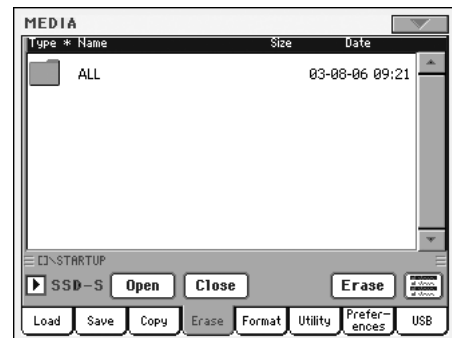 MEDIA
Type * Name Size Date
ALL 03-08-06 09:21
[]\STARTUP
SSD-S Open Close Erase
Load Save Copy Erase Format Utility Prefer-ences USB